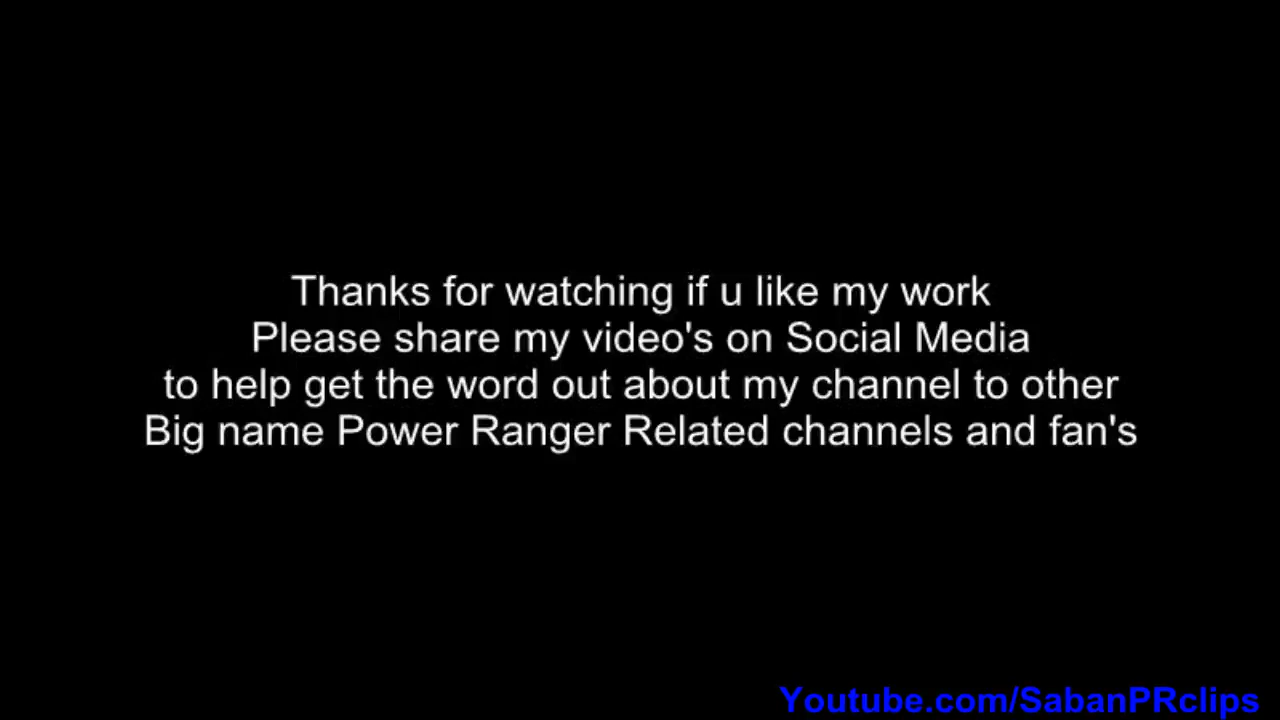 Thanks for watching if u like my work
Please share my video's on Social Media
to help get the word out about my channel to other
Big name Power Ranger Related channels and fan's
Youtube.com/SabanPRclips